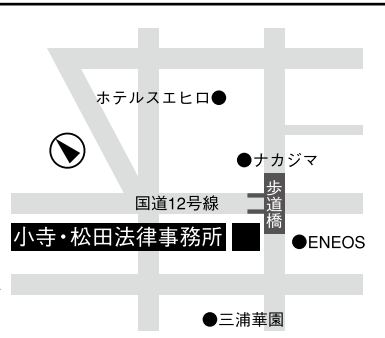 ホテルスエヒロ●
●ナカジマ
歩道橋
国道12号線
小寺・松田法律事務所
●ENEOS
●三浦華園